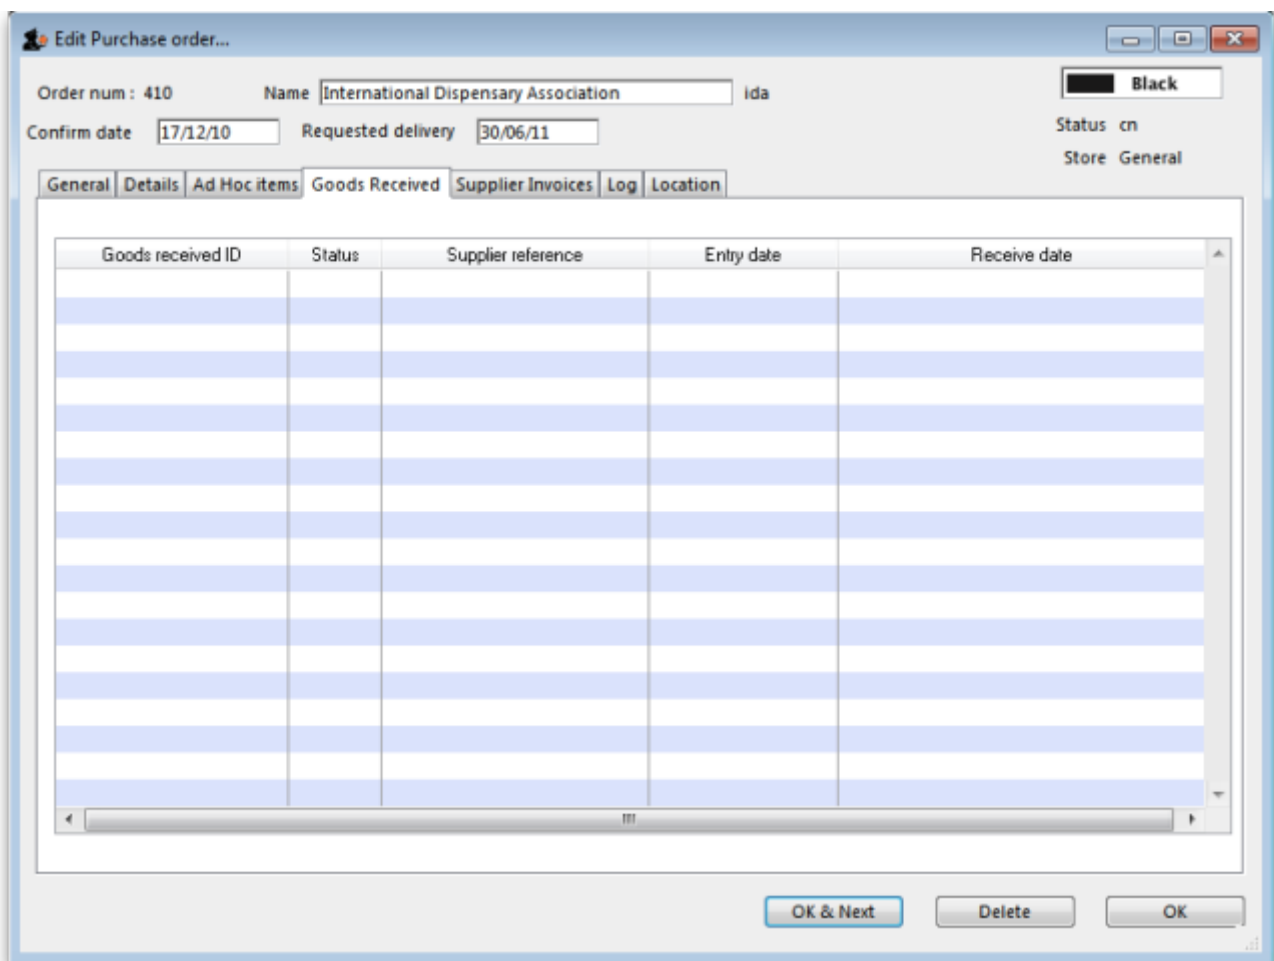 Edit Purchase order...
Order num : 410 Name International Dispensary Association ida Black
Confirm date 17/12/10 Requested delivery 30/06/11 Status cn
Store General
General Details Ad Hoc items Goods Received Supplier Invoices Log Location
Goods received ID Status Supplier reference Entry date Receive date
OK & Next Delete OK